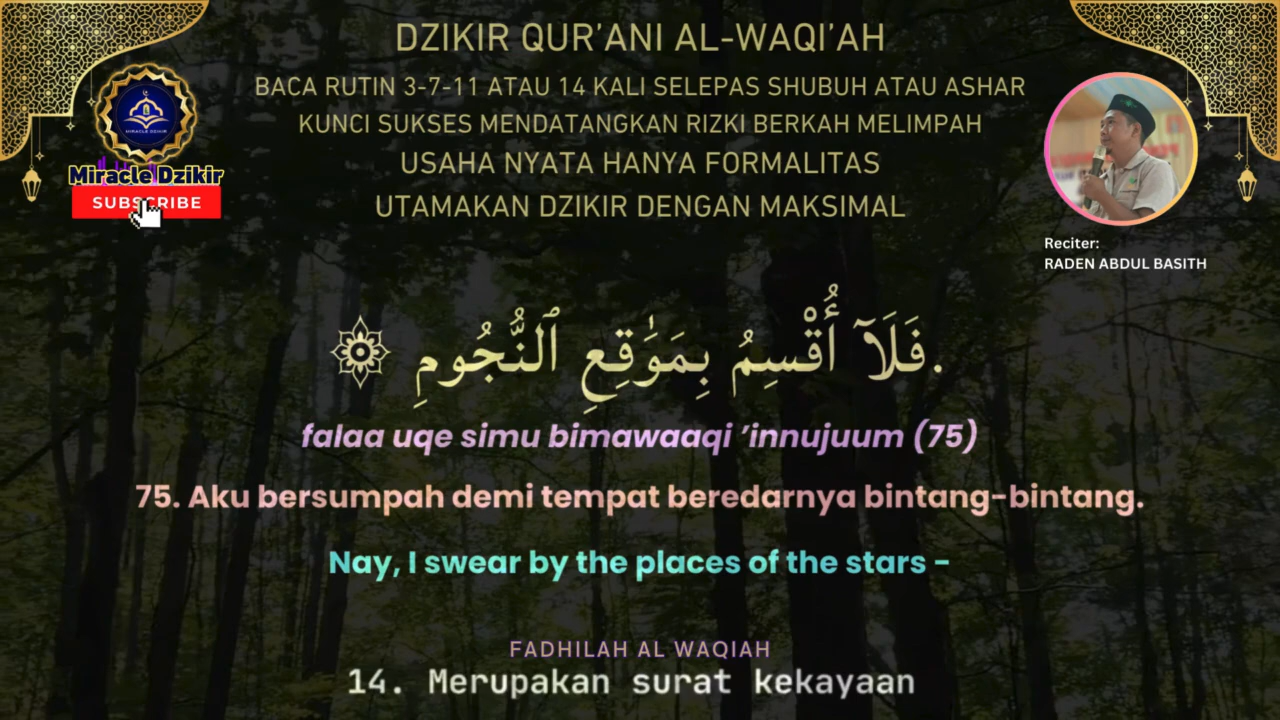 DZIKIR QUR'ANI AL-WAQI'AH
BACA RUTIN 3-7-11 ATAU 14 KALI SELEPAS SHUBUH ATAU ASHAR
KUNCI SUKSES MENDATANGKAN RIZKI BERKAH MELIMPAH
USAHA NYATA HANYA FORMALITAS
UTAMAKAN DZIKIR DENGAN MAKSIMAL
MIRACLE DZIKIR
Miracle Dzikir
SUBSCRIBE
Reciter:
RADEN ABDUL BASITH
.فَلَآ أُقْسِمُ بِمَوَٰقِعِ ٱلنُّجُومِ ۞
falaa uqe simu bimawaaqi 'innujuum (75)
75. Aku bersumpah demi tempat beredarnya bintang-bintang.
Nay, I swear by the places of the stars -
FADHILAH AL WAQIAH
14. Merupakan surat kekayaan